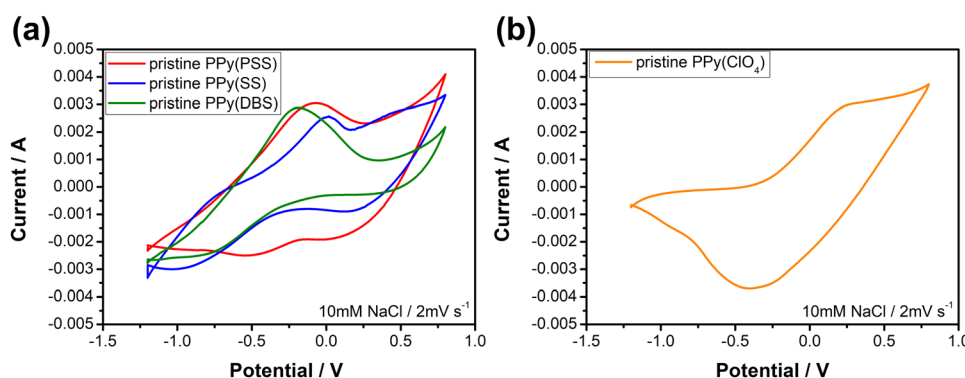 (a)
0.005
0.004
0.003
0.002
0.001
0.000
-0.001
-0.002
-0.003
-0.004
-0.005
Current / A
pristine PPy(PSS)
pristine PPy(SS)
pristine PPy(DBS)
10mM NaCl / 2mV s⁻¹
-1.5 -1.0 -0.5 0.0 0.5 1.0
Potential / V
(b)
0.005
0.004
0.003
0.002
0.001
0.000
-0.001
-0.002
-0.003
-0.004
-0.005
Current / A
pristine PPy(ClO₄)
10mM NaCl / 2mV s⁻¹
-1.5 -1.0 -0.5 0.0 0.5 1.0
Potential / V